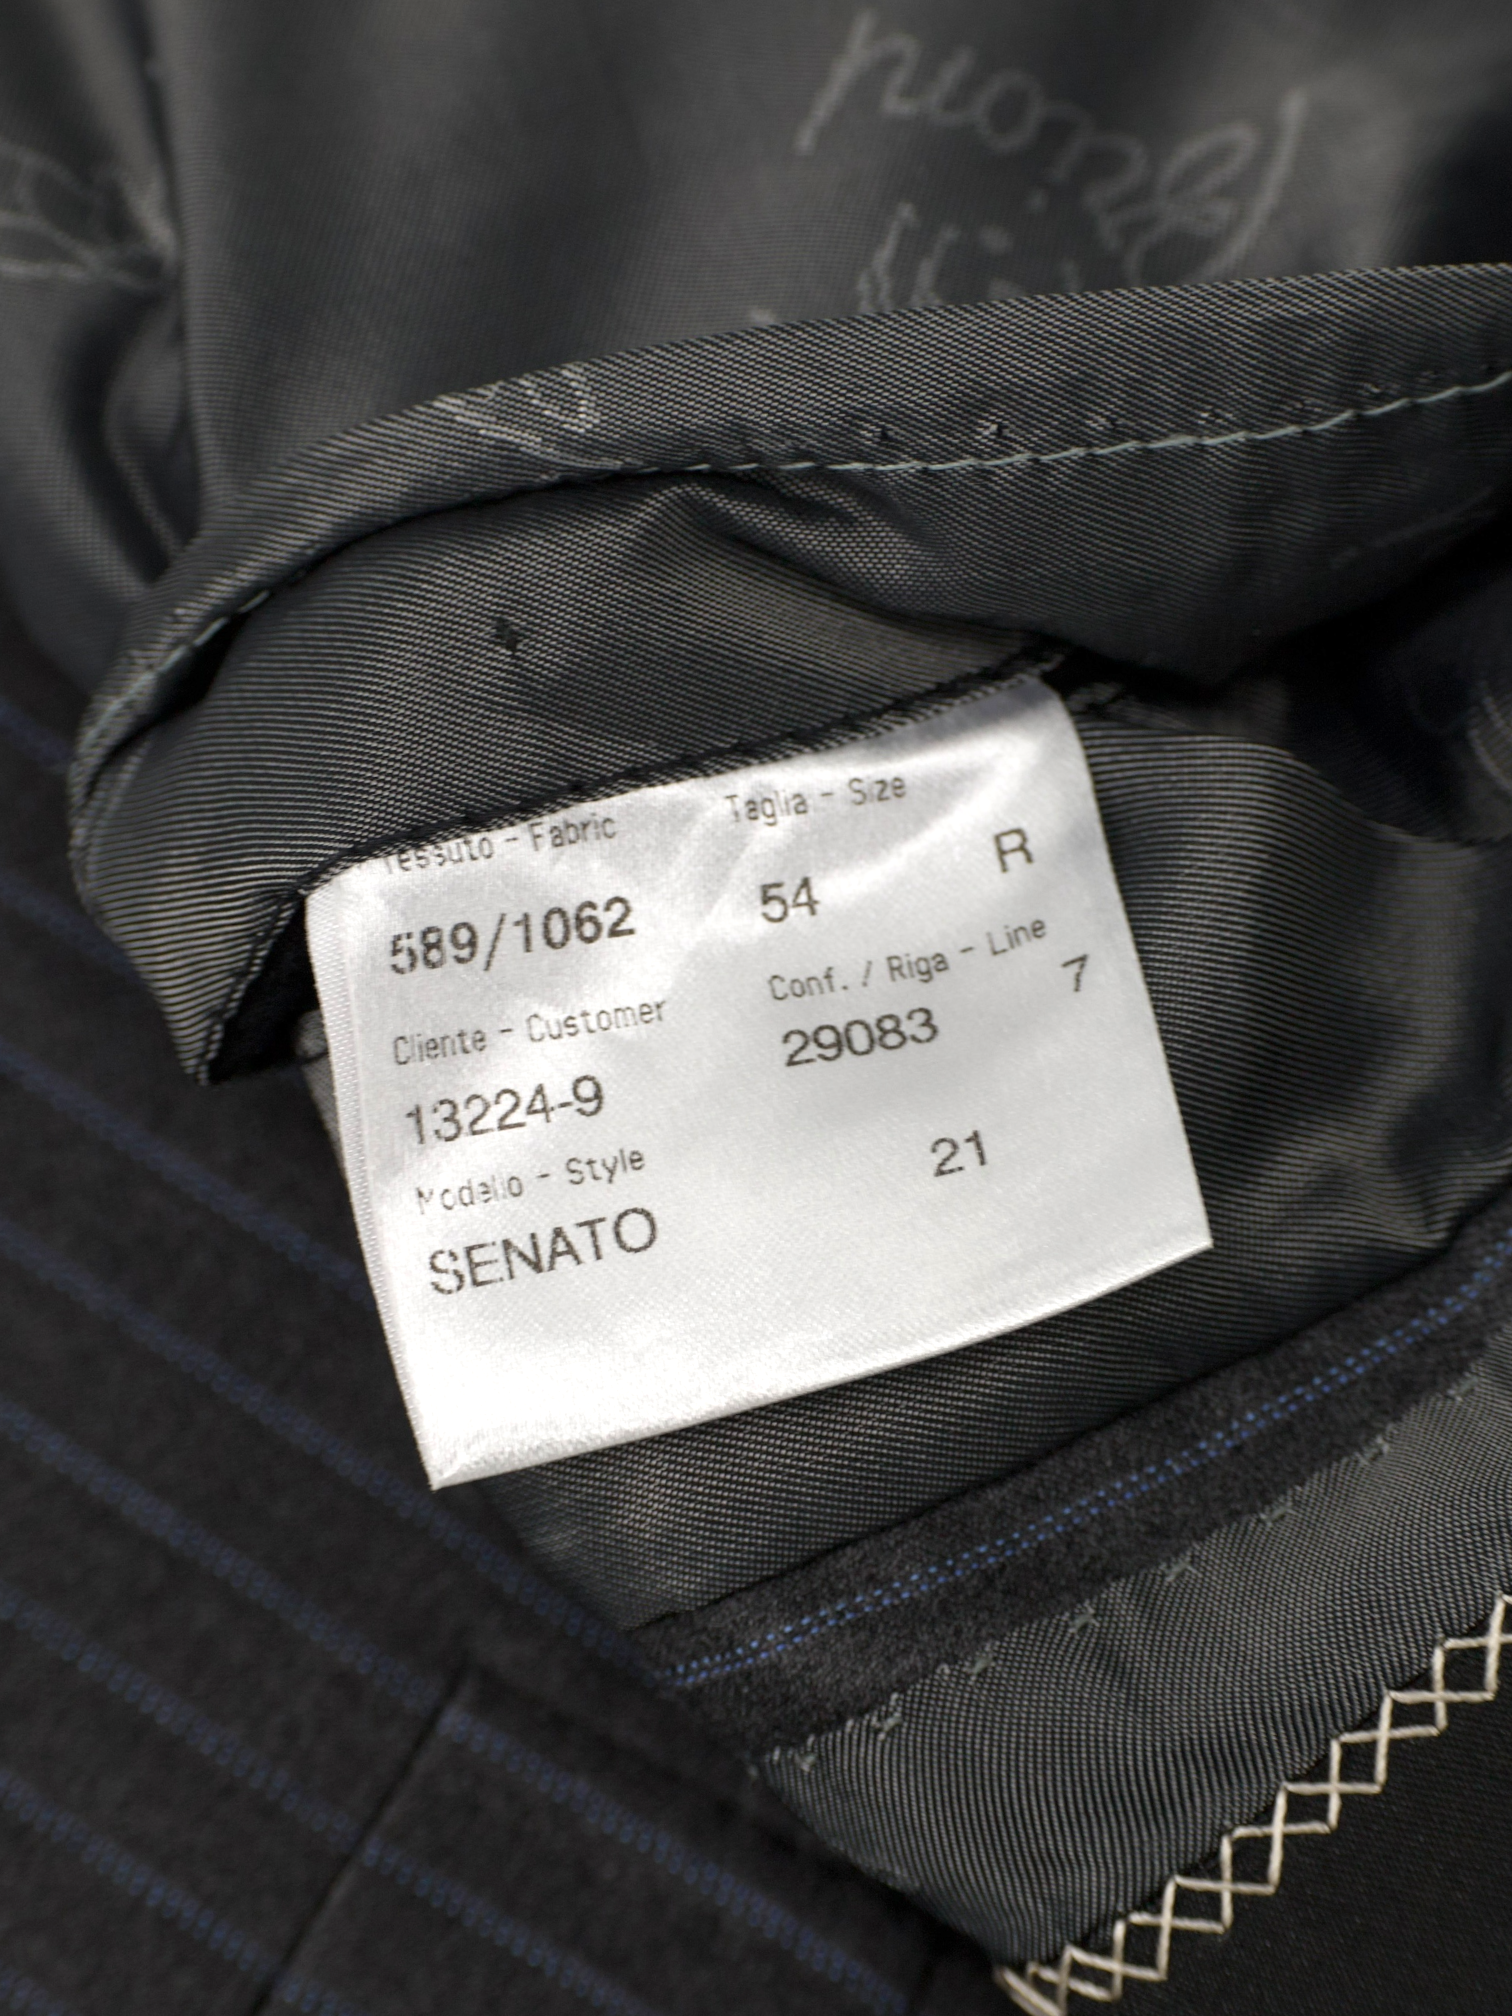 Brioni
Tessuto - Fabric
Taglia - Size
589/1062
54
R
Cliente - Customer
Conf. / Riga - Line
13224-9
29083
7
Modello - Style
21
SENATO